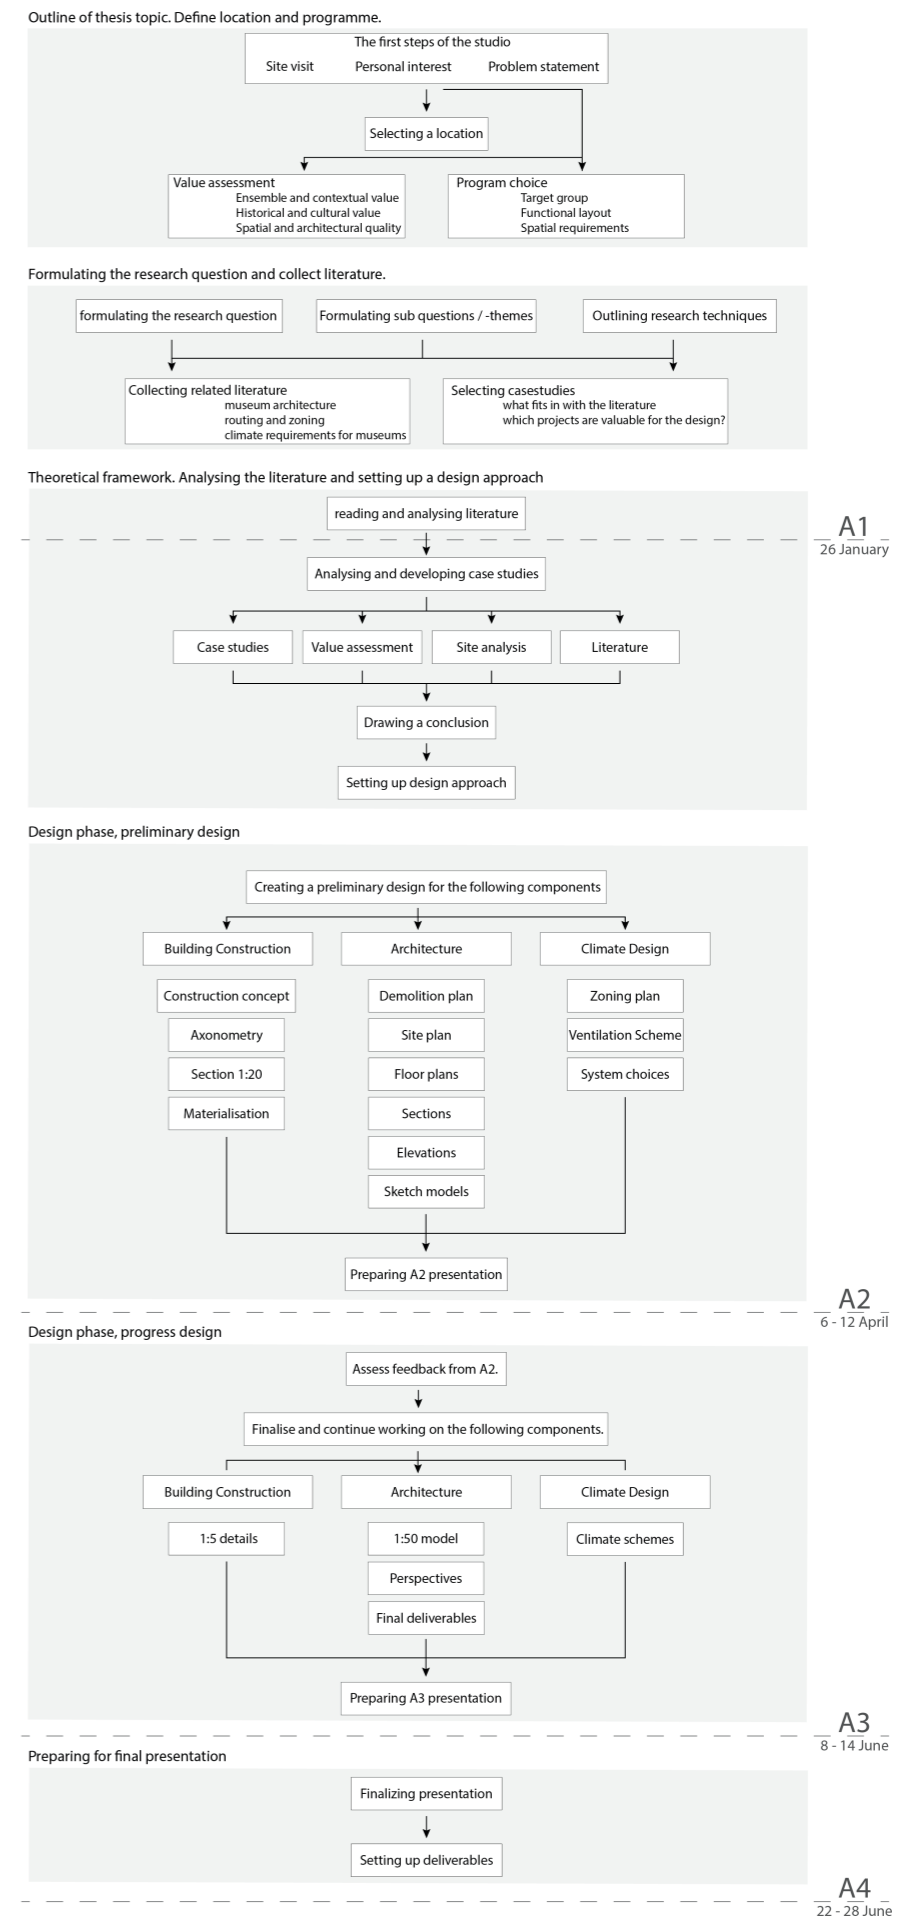 Outline of thesis topic. Define location and programme.
The first steps of the studio
Site visit Personal interest Problem statement
Selecting a location
Value assessment
Ensemble and contextual value
Historical and cultural value
Spatial and architectural quality
Program choice
Target group
Functional layout
Spatial requirements
Formulating the research question and collect literature.
formulating the research question
Formulating sub questions / -themes
Outlining research techniques
Collecting related literature
museum architecture
routing and zoning
climate requirements for museums
Selecting casestudies
what fits in with the literature
which projects are valuable for the design?
Theoretical framework. Analysing the literature and setting up a design approach
reading and analysing literature
A1
26 January
Analysing and developing case studies
Case studies
Value assessment
Site analysis
Literature
Drawing a conclusion
Setting up design approach
Design phase, preliminary design
Creating a preliminary design for the following components
Building Construction
Architecture
Climate Design
Construction concept
Demolition plan
Zoning plan
Axonometry
Site plan
Ventilation Scheme
Section 1:20
Floor plans
System choices
Materialisation
Sections
Elevations
Sketch models
Preparing A2 presentation
A2
6 - 12 April
Design phase, progress design
Assess feedback from A2.
Finalise and continue working on the following components.
Building Construction
Architecture
Climate Design
1:5 details
1:50 model
Climate schemes
Perspectives
Final deliverables
Preparing A3 presentation
A3
8 - 14 June
Preparing for final presentation
Finalizing presentation
Setting up deliverables
A4
22 - 28 June